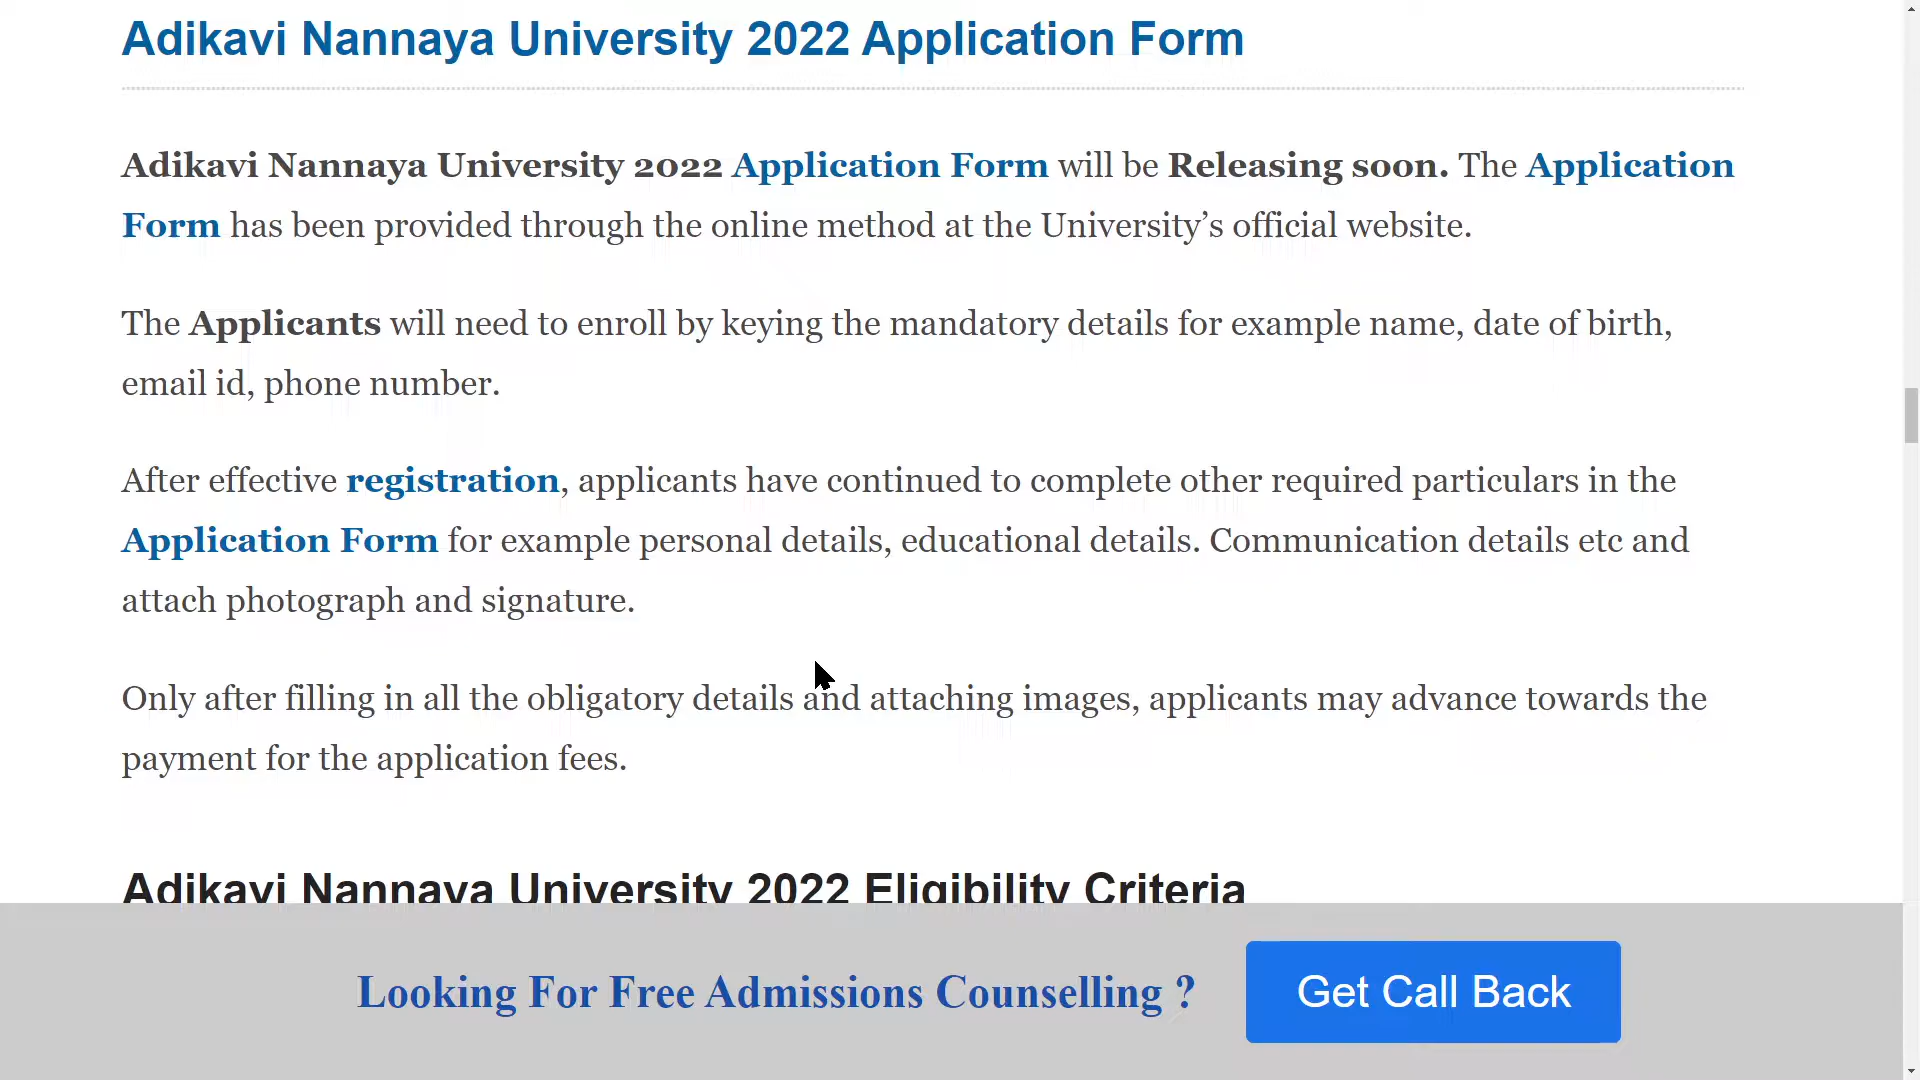 Adikavi Nannaya University 2022 Application Form
Adikavi Nannaya University 2022 Application Form will be Releasing soon. The Application
Form has been provided through the online method at the University’s official website.
The Applicants will need to enroll by keying the mandatory details for example name, date of birth,
email id, phone number.
After effective registration, applicants have continued to complete other required particulars in the
Application Form for example personal details, educational details. Communication details etc and
attach photograph and signature.
Only after filling in all the obligatory details and attaching images, applicants may advance towards the
payment for the application fees.
Adikavi Nannaya University 2022 Eligibility Criteria
Looking For Free Admissions Counselling ?
Get Call Back